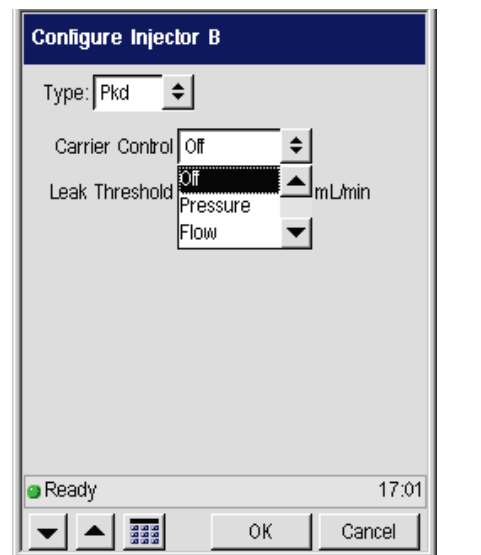 Configure Injector B
Type: Pkd
Carrier Control Off
Off
Leak Threshold mL/min
Pressure
Flow
Ready 17:01
OK Cancel